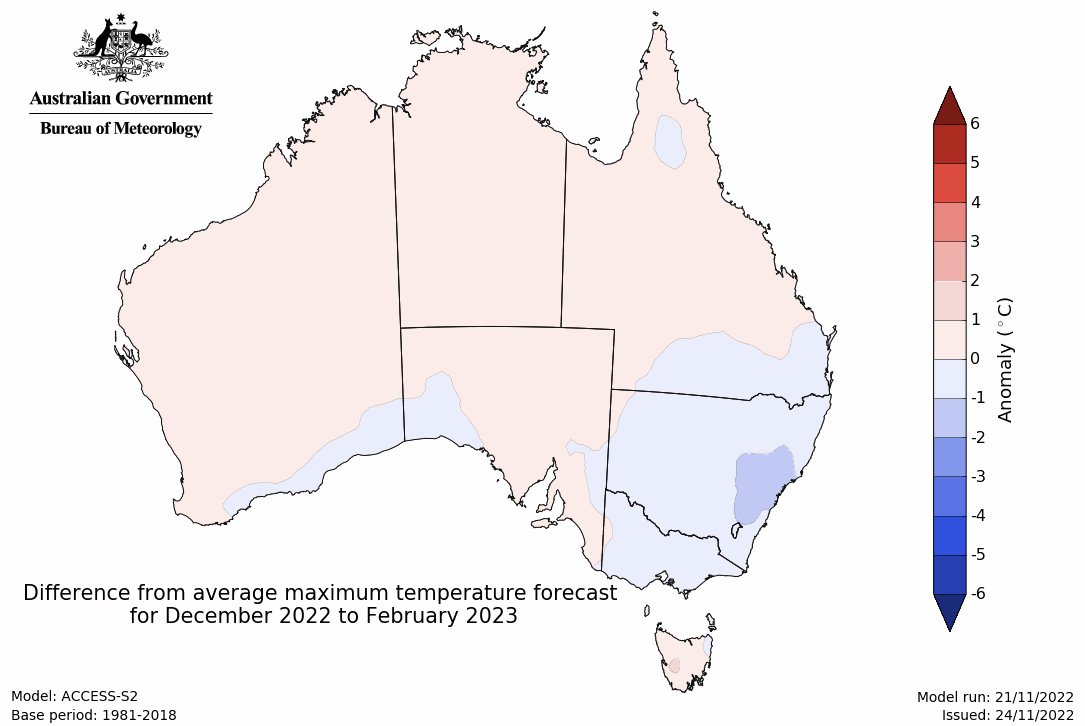 Australian Government
Bureau of Meteorology
6
5
4
3
2
1
0
-1
-2
-3
-4
-5
-6
Anomaly (°C)
Difference from average maximum temperature forecast
for December 2022 to February 2023
Model: ACCESS-S2
Base period: 1981-2018
Model run: 21/11/2022
Issued: 24/11/2022